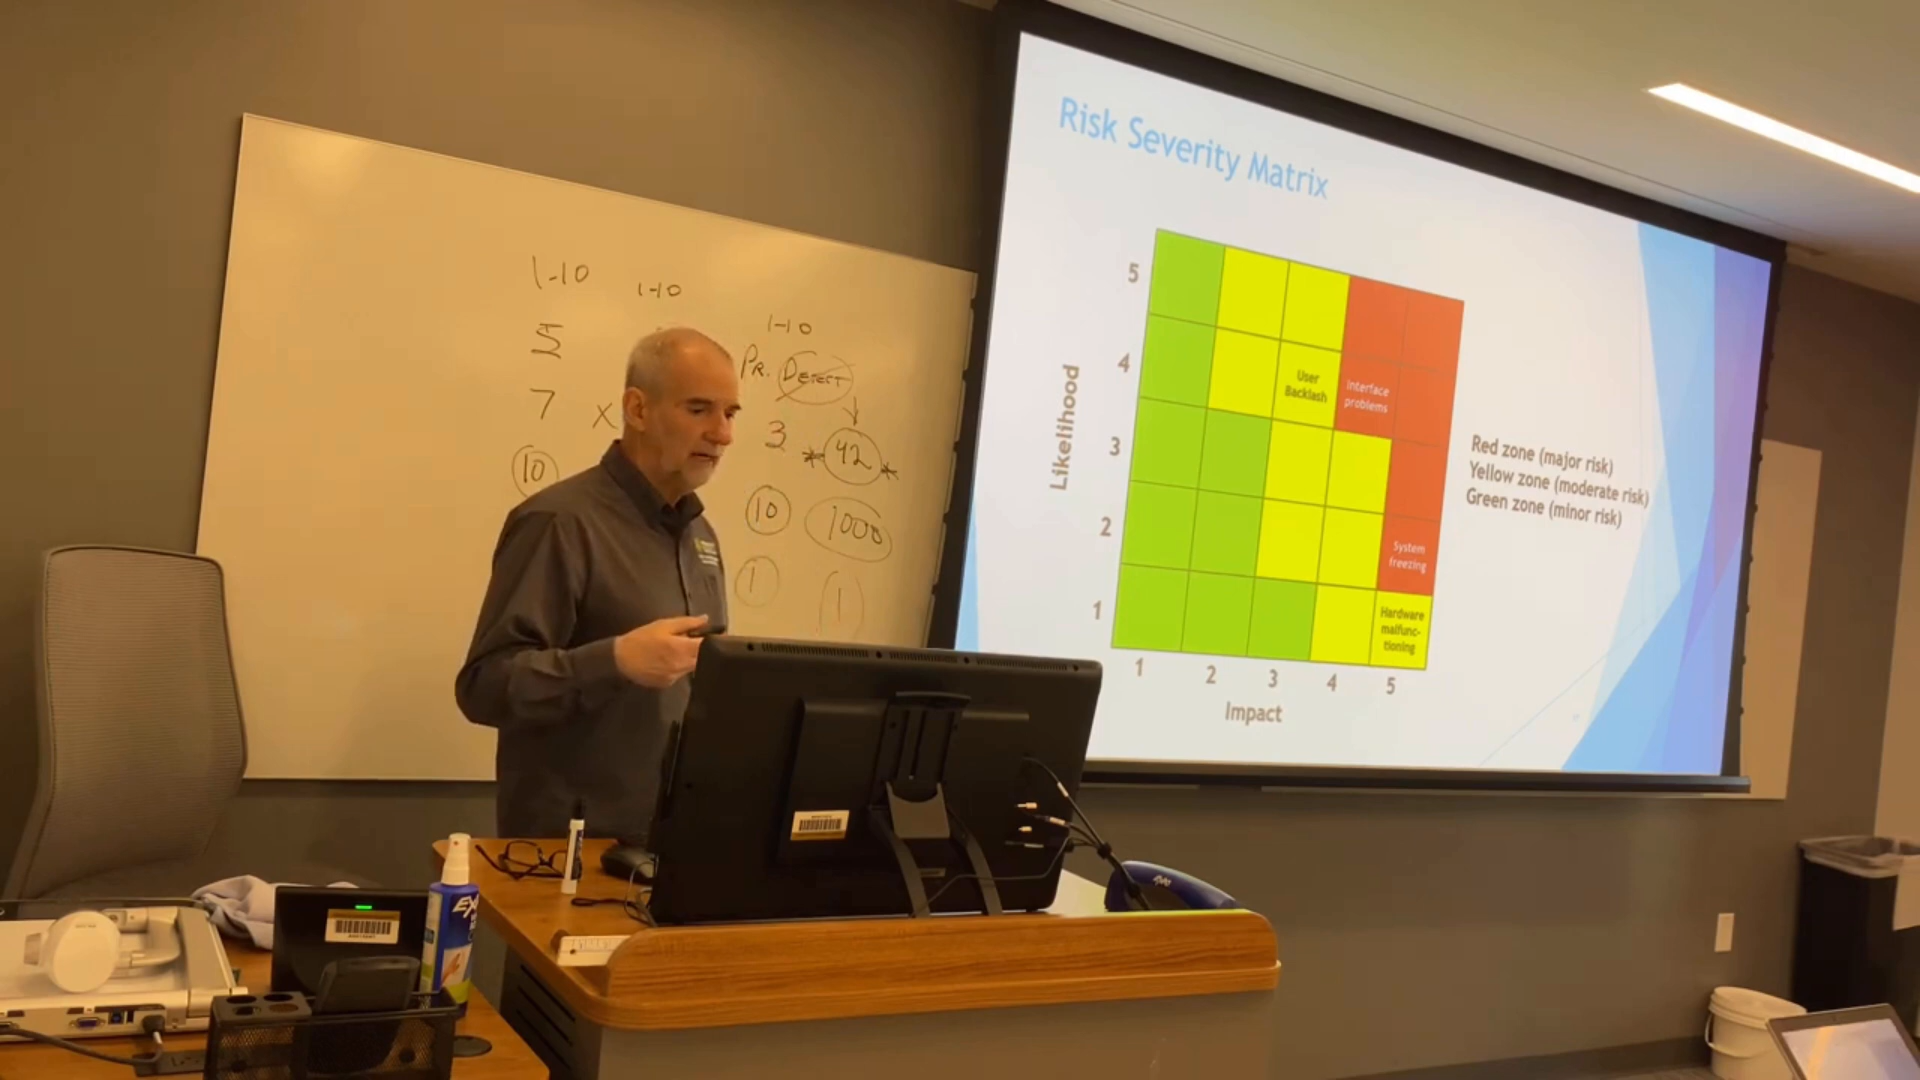 1-10
1-10
1-10
5
Pr. Detect
7 X
3 * 42 *
10
10 1000
1 1
Risk Severity Matrix
Likelihood
5
4
User
Backlash
Interface
problems
3
2
System
freezing
1
Hardware
malfunc-
tioning
1 2 3 4 5
Impact
Red zone (major risk)
Yellow zone (moderate risk)
Green zone (minor risk)